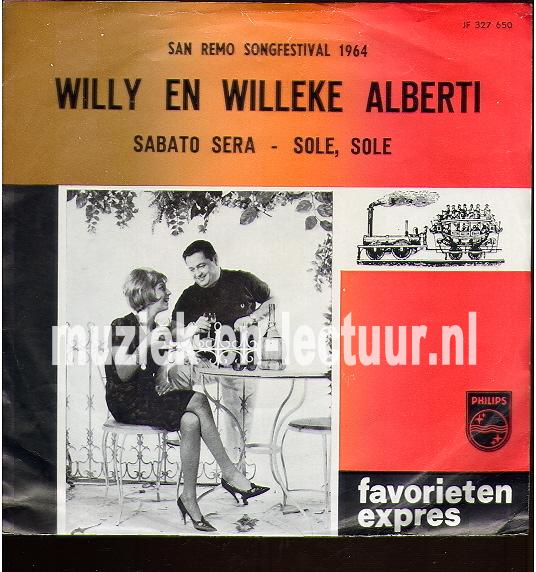 JF 327 650
SAN REMO SONGFESTIVAL 1964
WILLY EN WILLEKE ALBERTI
SABATO SERA - SOLE, SOLE
muziek-en-lectuur.nl
PHILIPS
favorieten
expres